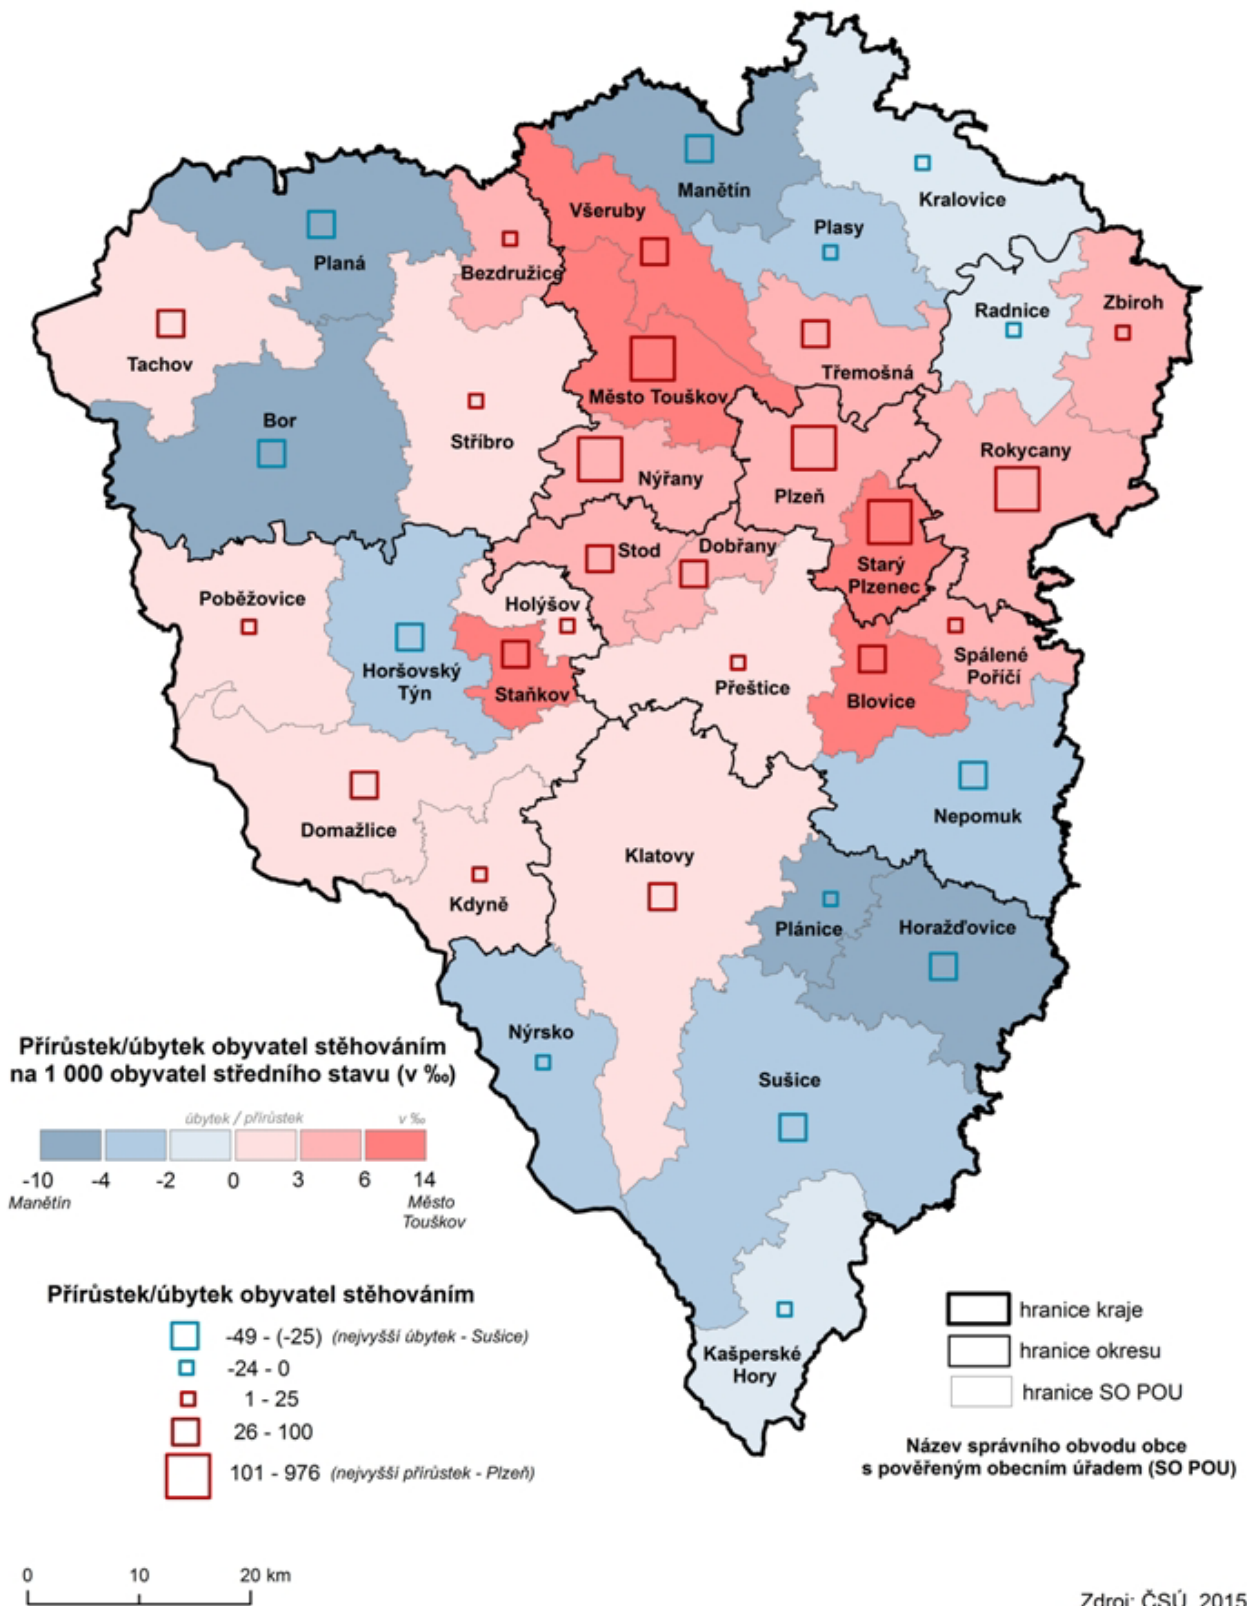 Manětín
Kralovice
Všeruby
Plasy
Planá
Bezdružice
Radnice
Zbiroh
Tachov
Třemošná
Město Touškov
Bor
Stříbro
Rokycany
Nýřany
Plzeň
Stod
Dobřany
Starý
Plzenec
Poběžovice
Holýšov
Spálené
Poříčí
Horšovský
Týn
Staňkov
Přeštice
Blovice
Nepomuk
Domažlice
Klatovy
Kdyně
Plánice
Horažďovice
Nýrsko
Sušice
Kašperské
Hory
Přírůstek/úbytek obyvatel stěhováním
na 1 000 obyvatel středního stavu (v ‰)
úbytek / přírůstek v ‰
-10 -4 -2 0 3 6 14
Manětín Město
Touškov
Přírůstek/úbytek obyvatel stěhováním
-49 - (-25) (nejvyšší úbytek - Sušice)
-24 - 0
1 - 25
26 - 100
101 - 976 (nejvyšší přírůstek - Plzeň)
hranice kraje
hranice okresu
hranice SO POU
Název správního obvodu obce
s pověřeným obecním úřadem (SO POU)
0 10 20 km
Zdroj: ČSÚ, 2015